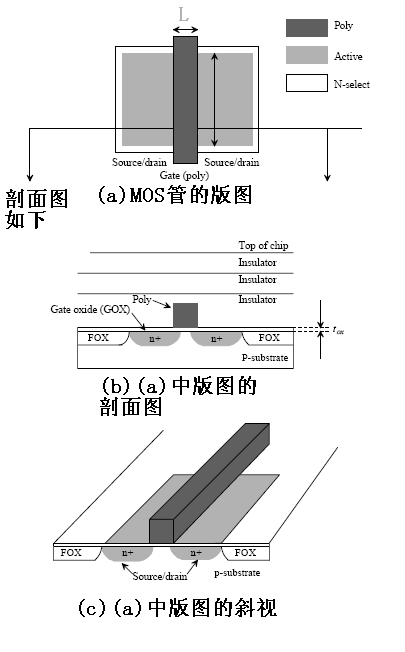 L
Poly
Active
N-select
Source/drain Source/drain
Gate (poly)
剖面图
如下
(a)MOS管的版图
Top of chip
Insulator
Insulator
Poly
Insulator
Gate oxide (GOX)
tox
FOX n+ n+ FOX
P-substrate
(b)(a)中版图的
剖面图
FOX n+ n+ FOX
Source/drain
p-substrate
(c)(a)中版图的斜视